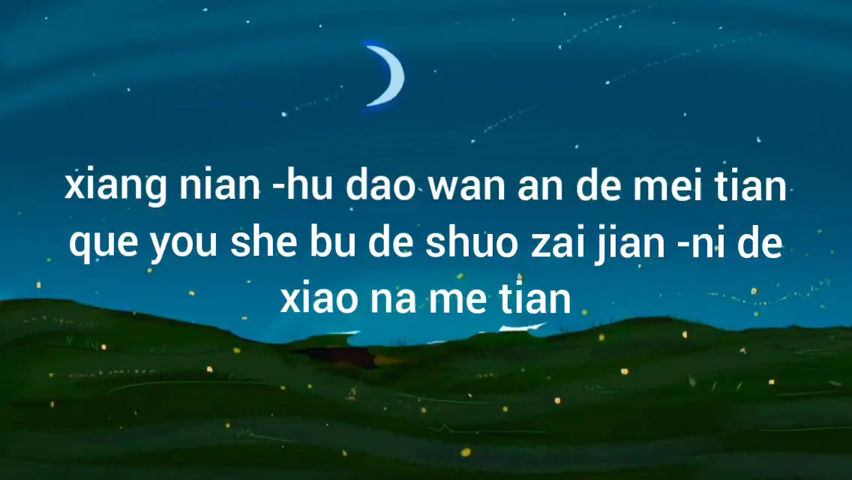 xiang nian -hu dao wan an de mei tian
que you she bu de shuo zai jian -ni de
xiao na me tian